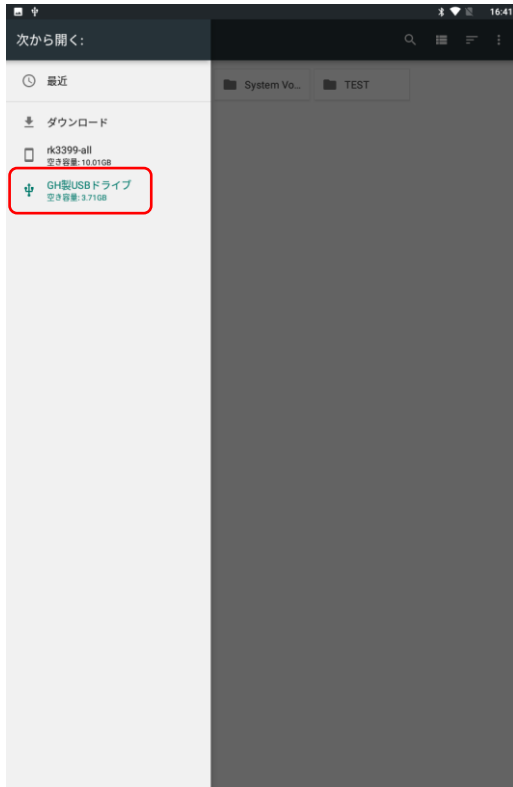 16:41
次から開く:
最近
System Vo...
TEST
ダウンロード
rk3399-all
空き容量: 10.01GB
GH製USBドライブ
空き容量: 3.71GB